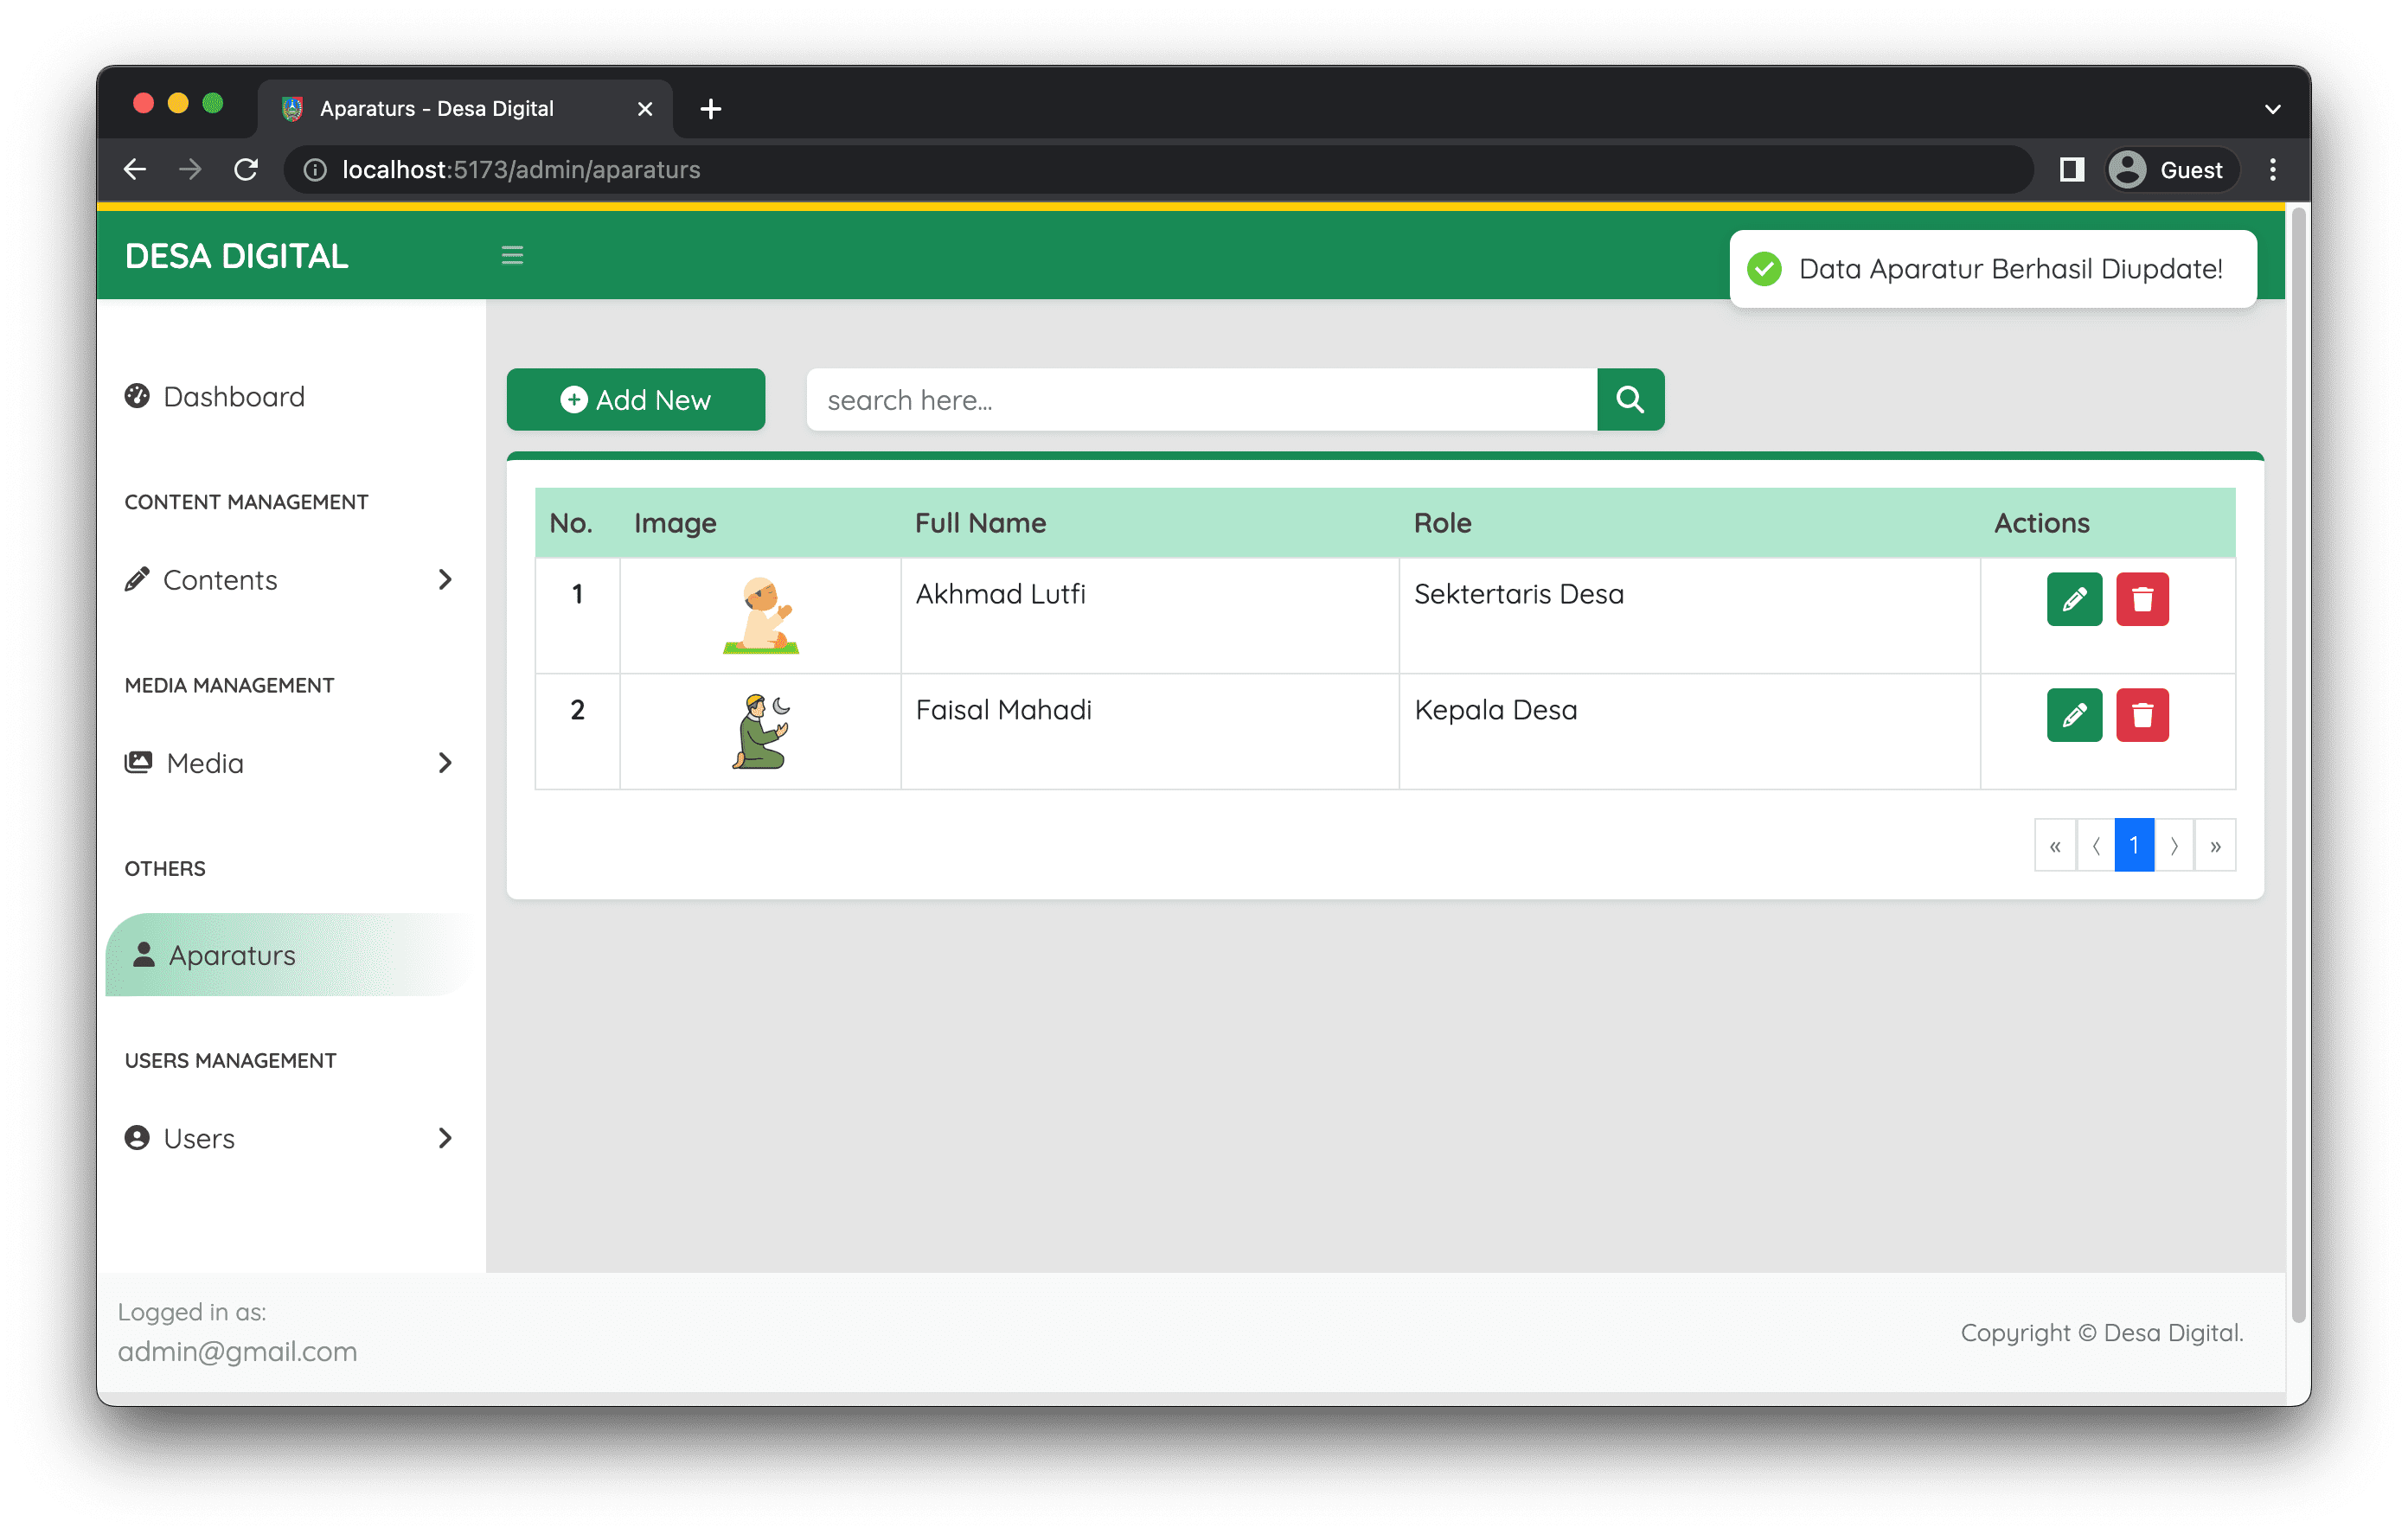 Aparaturs - Desa Digital
localhost:5173/admin/aparaturs
Guest
DESA DIGITAL
Data Aparatur Berhasil Diupdate!
Dashboard
CONTENT MANAGEMENT
Contents
MEDIA MANAGEMENT
Media
OTHERS
Aparaturs
USERS MANAGEMENT
Users
Add New
search here...
No. Image Full Name Role Actions
1 Akhmad Lutfi Sektertaris Desa
2 Faisal Mahadi Kepala Desa
« ⟨ 1 ⟩ »
Logged in as:
admin@gmail.com
Copyright © Desa Digital.